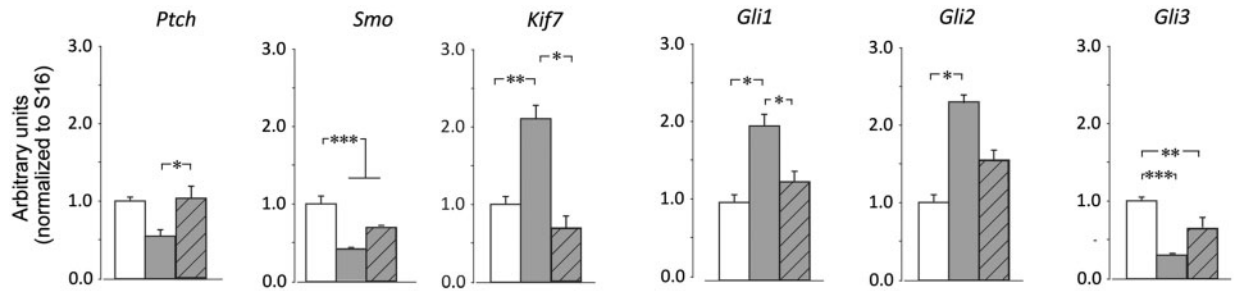 Ptch Smo Kif7 Gli1 Gli2 Gli3
Arbitrary units
(normalized to S16)
3.0 3.0 3.0 3.0 3.0 3.0
* *
** *
* *
2.0 2.0 2.0 2.0 2.0 2.0
***
* **
***
1.0 1.0 1.0 1.0 1.0 1.0
0.0 0.0 0.0 0.0 0.0 0.0